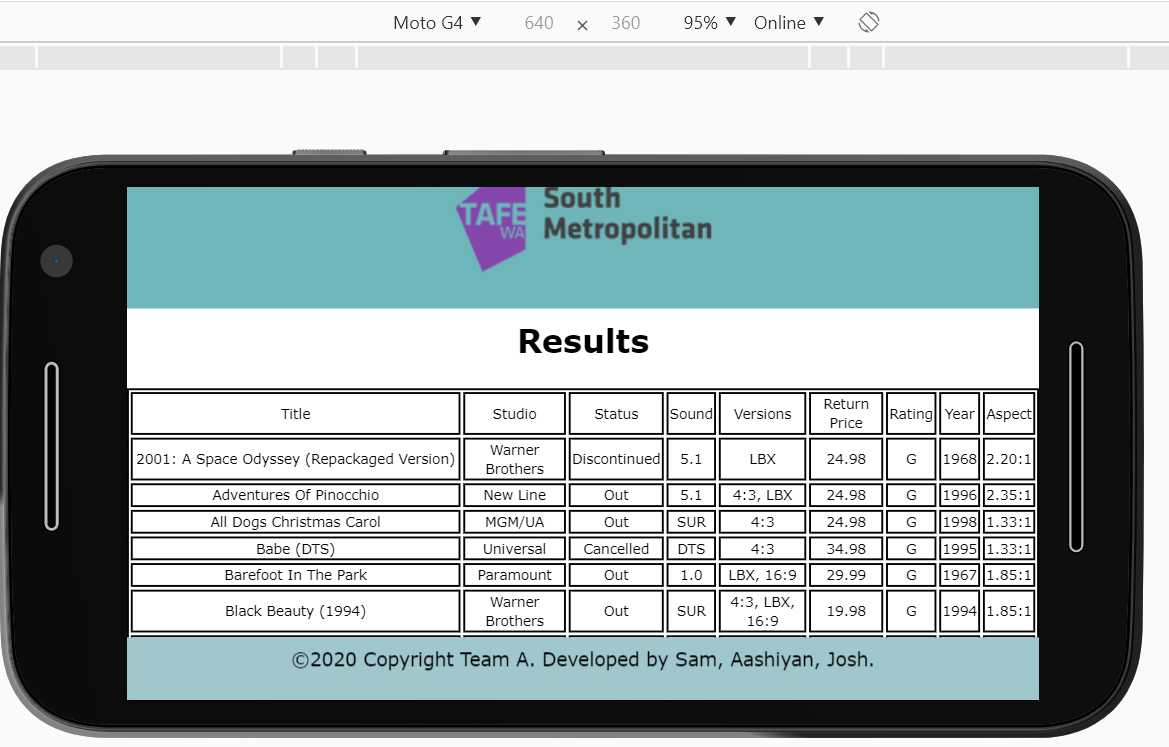 Moto G4 ▼ 640 × 360 95% ▼ Online ▼
South
TAFE Metropolitan
WA
Results
Title Studio Status Sound Versions Return Price Rating Year Aspect
2001: A Space Odyssey (Repackaged Version) Warner Brothers Discontinued 5.1 LBX 24.98 G 1968 2.20:1
Adventures Of Pinocchio New Line Out 5.1 4:3, LBX 24.98 G 1996 2.35:1
All Dogs Christmas Carol MGM/UA Out SUR 4:3 24.98 G 1998 1.33:1
Babe (DTS) Universal Cancelled DTS 4:3 34.98 G 1995 1.33:1
Barefoot In The Park Paramount Out 1.0 LBX, 16:9 29.99 G 1967 1.85:1
Black Beauty (1994) Warner Brothers Out SUR 4:3, LBX, 16:9 19.98 G 1994 1.85:1
©2020 Copyright Team A. Developed by Sam, Aashiyan, Josh.